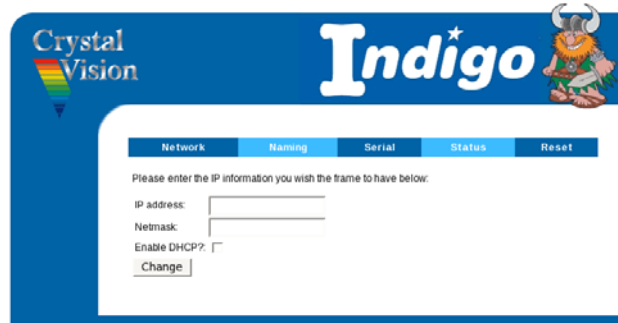 Crystal
Vision
Indigo
Network Naming Serial Status Reset
Please enter the IP information you wish the frame to have below:
IP address:
Netmask:
Enable DHCP?:
Change